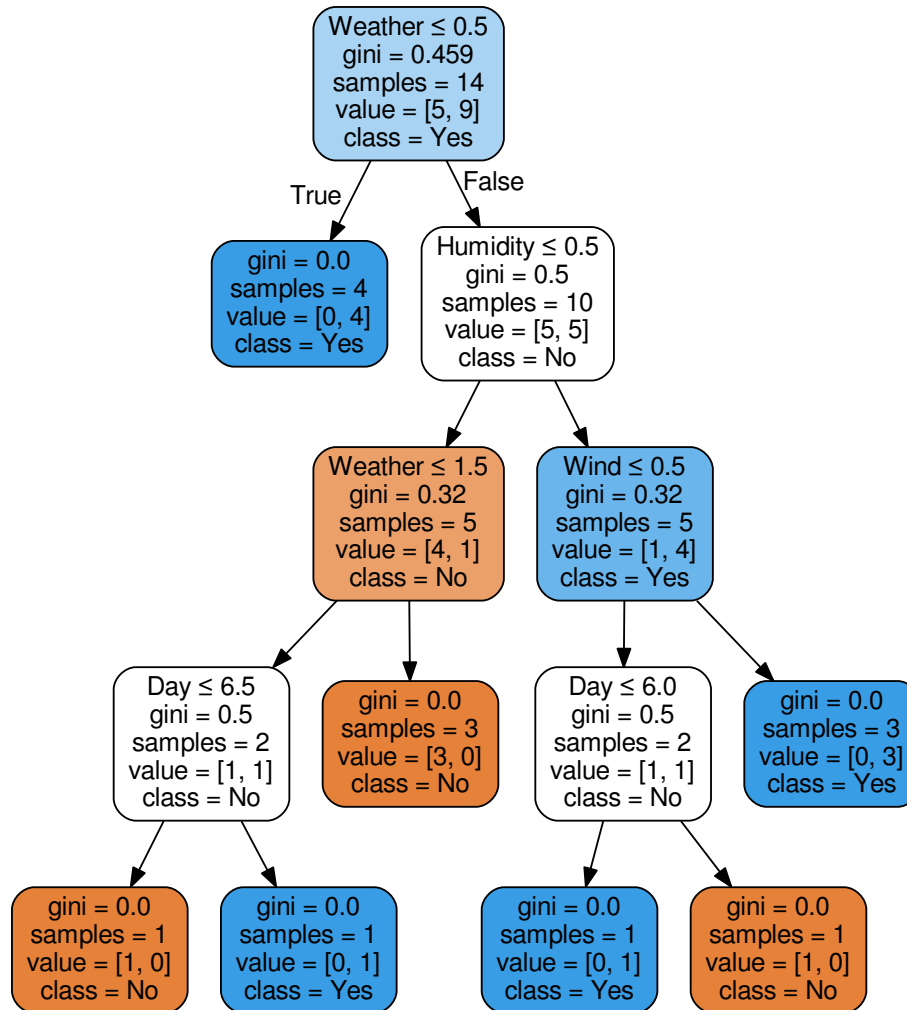 Weather ≤ 0.5
gini = 0.459
samples = 14
value = [5, 9]
class = Yes
True
False
gini = 0.0
samples = 4
value = [0, 4]
class = Yes
Humidity ≤ 0.5
gini = 0.5
samples = 10
value = [5, 5]
class = No
Weather ≤ 1.5
gini = 0.32
samples = 5
value = [4, 1]
class = No
Wind ≤ 0.5
gini = 0.32
samples = 5
value = [1, 4]
class = Yes
Day ≤ 6.5
gini = 0.5
samples = 2
value = [1, 1]
class = No
gini = 0.0
samples = 3
value = [3, 0]
class = No
Day ≤ 6.0
gini = 0.5
samples = 2
value = [1, 1]
class = No
gini = 0.0
samples = 3
value = [0, 3]
class = Yes
gini = 0.0
samples = 1
value = [1, 0]
class = No
gini = 0.0
samples = 1
value = [0, 1]
class = Yes
gini = 0.0
samples = 1
value = [0, 1]
class = Yes
gini = 0.0
samples = 1
value = [1, 0]
class = No